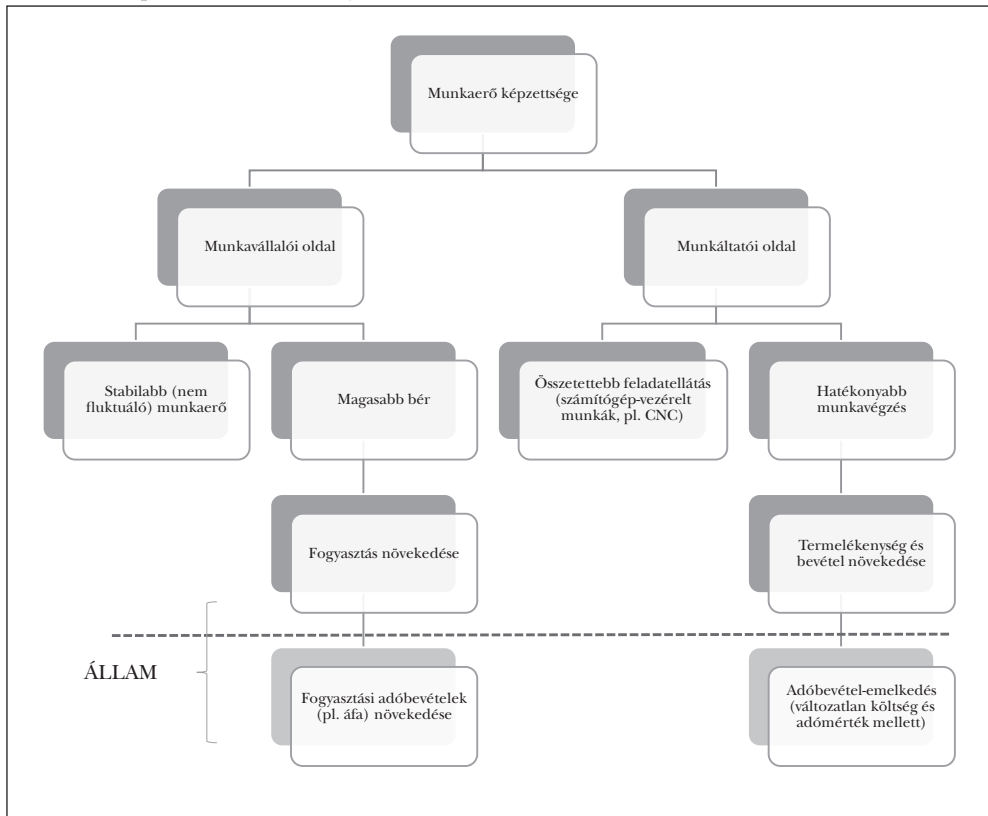 Munkaerő képzettsége
Munkavállalói oldal
Munkáltatói oldal
Stabilabb (nem
fluktuáló) munkaerő
Magasabb bér
Összetettebb feladatellátás
(számítógép-vezérelt
munkák, pl. CNC)
Hatékonyabb
munkavégzés
Fogyasztás növekedése
Termelékenység és
bevétel növekedése
ÁLLAM
Fogyasztási adóbevételek
(pl. áfa) növekedése
Adóbevétel-emelkedés
(változatlan költség és
adómérték mellett)